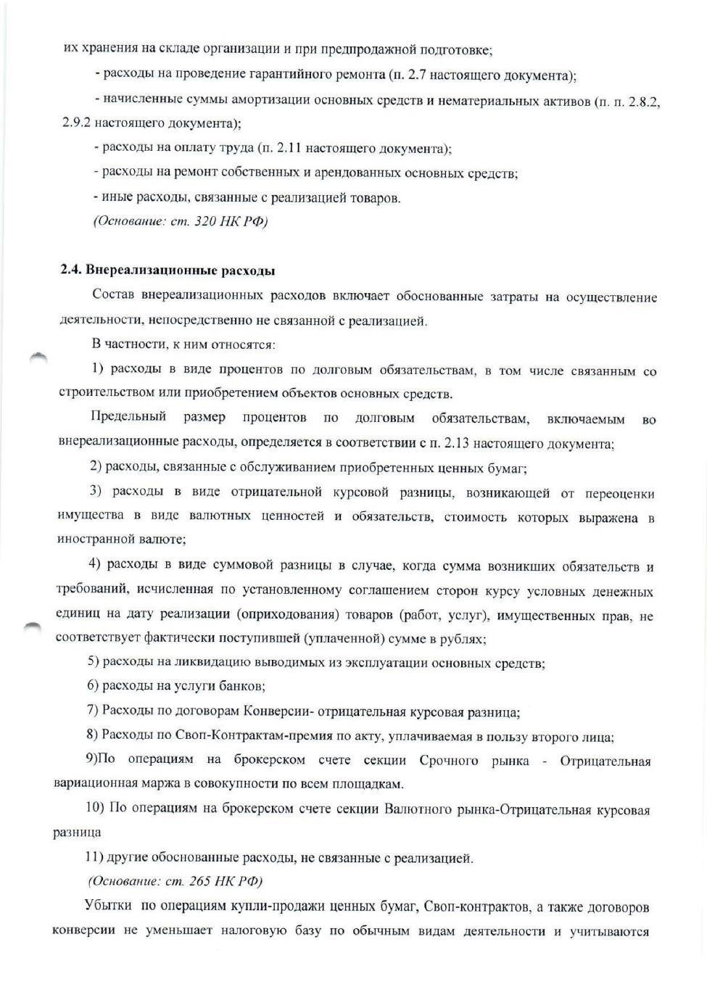 их хранения на складе организации и при предпродажной подготовке;
- расходы на проведение гарантийного ремонта (п. 2.7 настоящего документа);
- начисленные суммы амортизации основных средств и нематериальных активов (п. п. 2.8.2,
2.9.2 настоящего документа);
- расходы на оплату труда (п. 2.11 настоящего документа);
- расходы на ремонт собственных и арендованных основных средств;
- иные расходы, связанные с реализацией товаров.
(Основание: ст. 320 НК РФ)
2.4. Внереализационные расходы
Состав внереализационных расходов включает обоснованные затраты на осуществление
деятельности, непосредственно не связанной с реализацией.
В частности, к ним относятся:
1) расходы в виде процентов по долговым обязательствам, в том числе связанным со
строительством или приобретением объектов основных средств.
Предельный размер процентов по долговым обязательствам, включаемым во
внереализационные расходы, определяется в соответствии с п. 2.13 настоящего документа;
2) расходы, связанные с обслуживанием приобретенных ценных бумаг;
3) расходы в виде отрицательной курсовой разницы, возникающей от переоценки
имущества в виде валютных ценностей и обязательств, стоимость которых выражена в
иностранной валюте;
4) расходы в виде суммовой разницы в случае, когда сумма возникших обязательств и
требований, исчисленная по установленному соглашением сторон курсу условных денежных
единиц на дату реализации (оприходования) товаров (работ, услуг), имущественных прав, не
соответствует фактически поступившей (уплаченной) сумме в рублях;
5) расходы на ликвидацию выводимых из эксплуатации основных средств;
6) расходы на услуги банков;
7) Расходы по договорам Конверсии- отрицательная курсовая разница;
8) Расходы по Своп-Контрактам-премия по акту, уплачиваемая в пользу второго лица;
9)По операциям на брокерском счете секции Срочного рынка - Отрицательная
вариационная маржа в совокупности по всем площадкам.
10) По операциям на брокерском счете секции Валютного рынка-Отрицательная курсовая
разница
11) другие обоснованные расходы, не связанные с реализацией.
(Основание: ст. 265 НК РФ)
Убытки по операциям купли-продажи ценных бумаг, Своп-контрактов, а также договоров
конверсии не уменьшает налоговую базу по обычным видам деятельности и учитываются